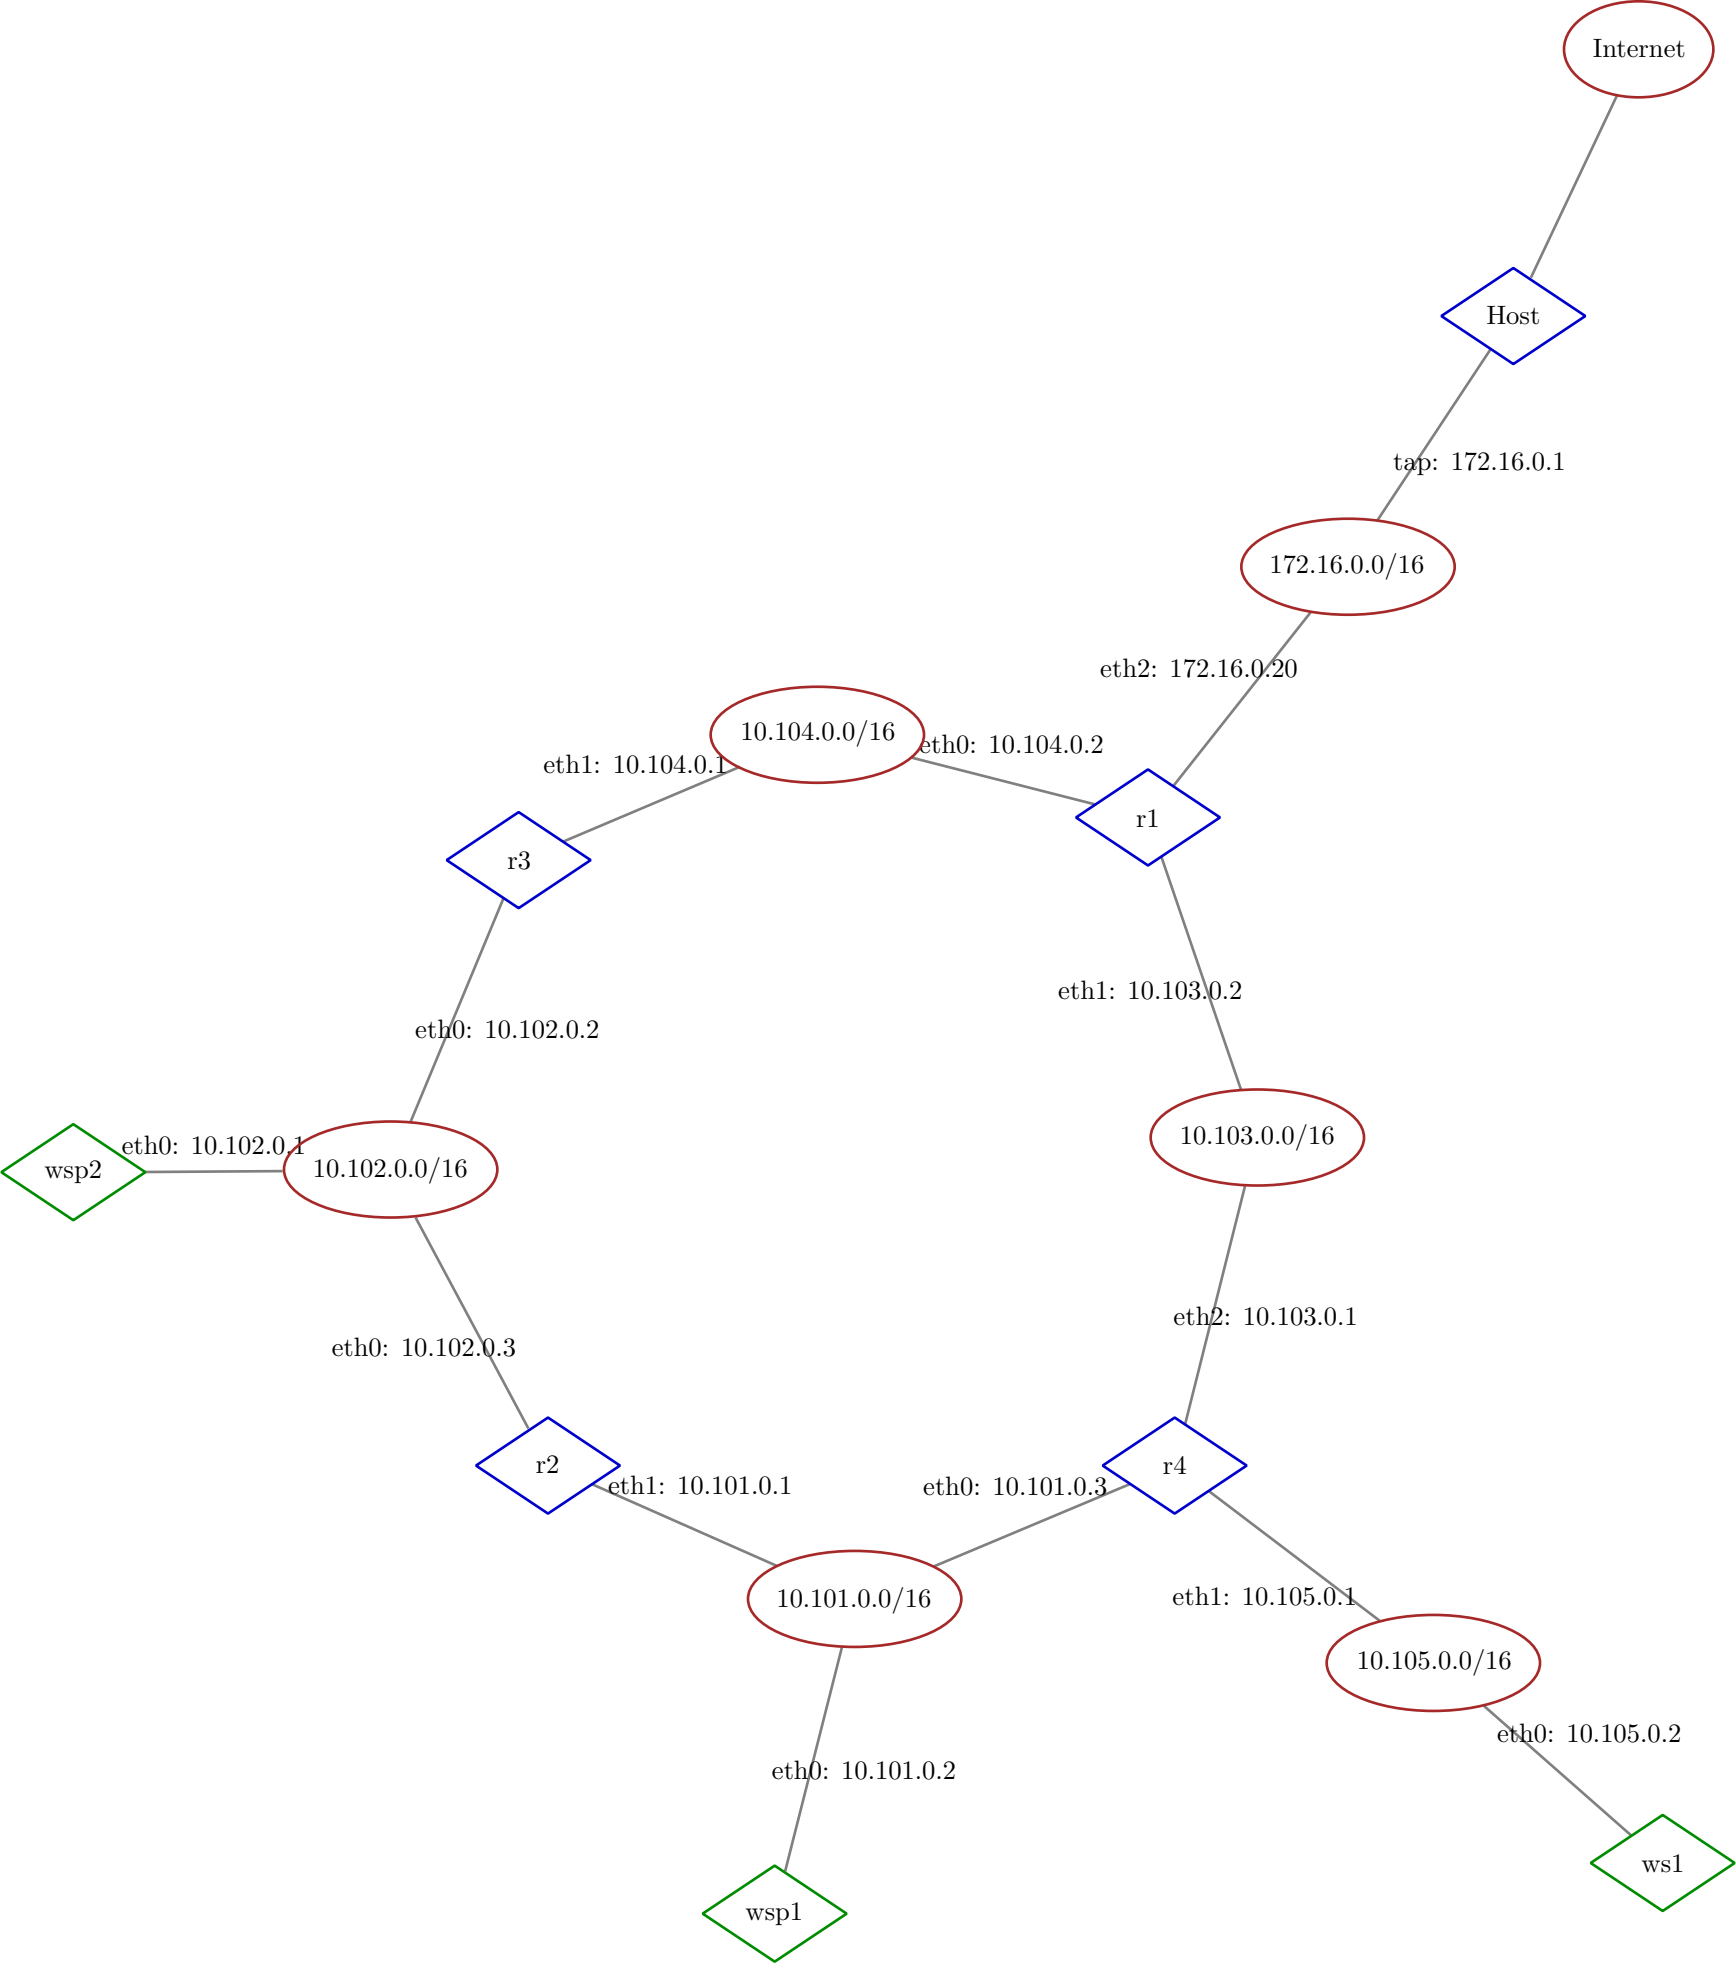 Internet
Host
tap: 172.16.0.1
172.16.0.0/16
eth2: 172.16.0.20
10.104.0.0/16
eth0: 10.104.0.2
eth1: 10.104.0.1
r1
r3
eth1: 10.103.0.2
eth0: 10.102.0.2
10.103.0.0/16
eth0: 10.102.0.1
wsp2
10.102.0.0/16
eth2: 10.103.0.1
eth0: 10.102.0.3
r2
r4
eth1: 10.101.0.1
eth0: 10.101.0.3
10.101.0.0/16
eth1: 10.105.0.1
10.105.0.0/16
eth0: 10.105.0.2
eth0: 10.101.0.2
ws1
wsp1